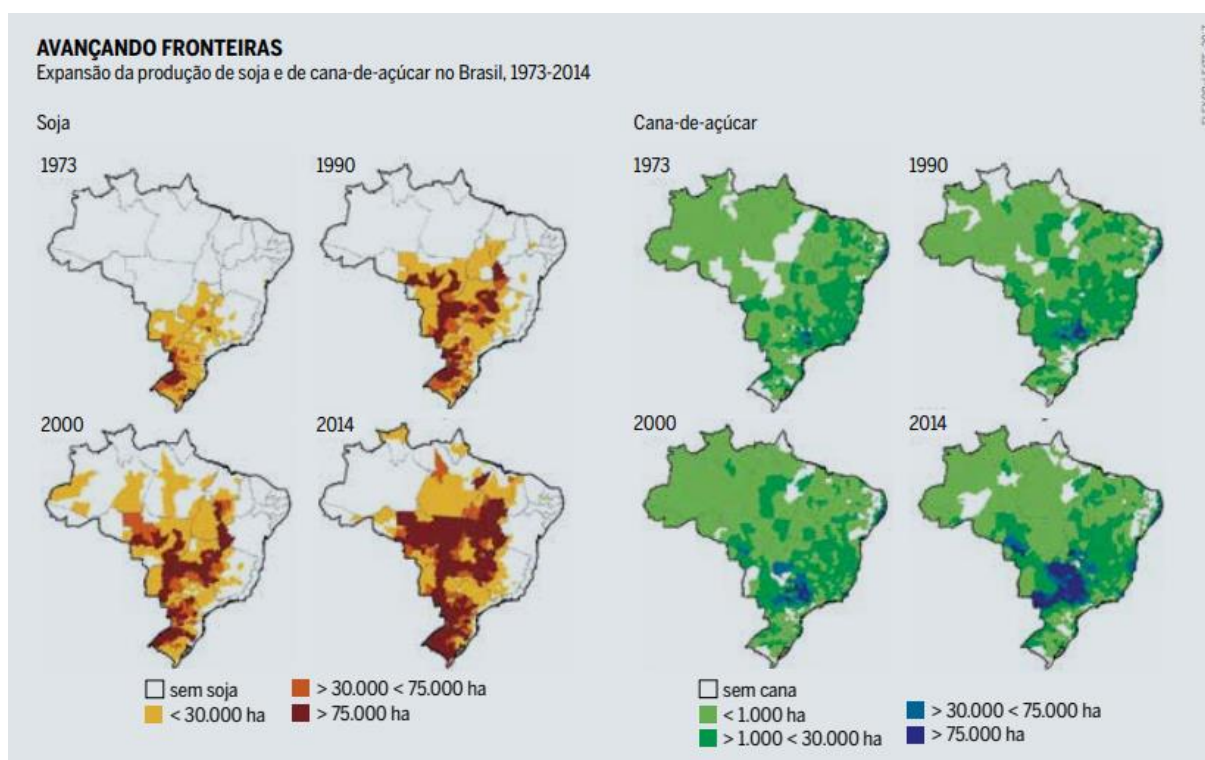 AVANÇANDO FRONTEIRAS
Expansão da produção de soja e de cana-de-açúcar no Brasil, 1973-2014
Soja
1973
1990
2000
2014
sem soja
< 30.000 ha
> 30.000 < 75.000 ha
> 75.000 ha
Cana-de-açúcar
1973
1990
2000
2014
sem cana
< 1.000 ha
> 1.000 < 30.000 ha
> 30.000 < 75.000 ha
> 75.000 ha